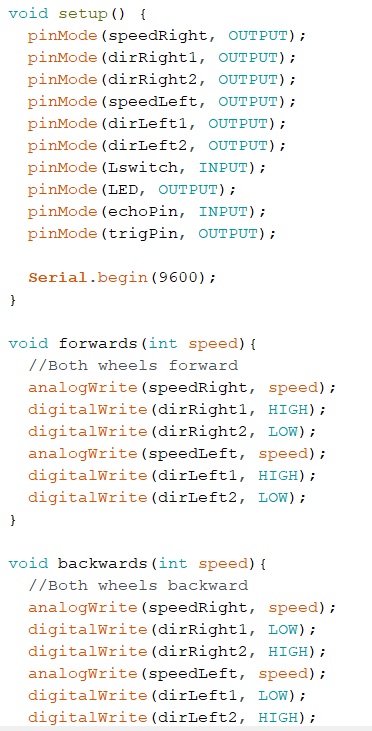 void setup() {
  pinMode(speedRight, OUTPUT);
  pinMode(dirRight1, OUTPUT);
  pinMode(dirRight2, OUTPUT);
  pinMode(speedLeft, OUTPUT);
  pinMode(dirLeft1, OUTPUT);
  pinMode(dirLeft2, OUTPUT);
  pinMode(Lswitch, INPUT);
  pinMode(LED, OUTPUT);
  pinMode(echoPin, INPUT);
  pinMode(trigPin, OUTPUT);

  Serial.begin(9600);
}

void forwards(int speed){
  //Both wheels forward
  analogWrite(speedRight, speed);
  digitalWrite(dirRight1, HIGH);
  digitalWrite(dirRight2, LOW);
  analogWrite(speedLeft, speed);
  digitalWrite(dirLeft1, HIGH);
  digitalWrite(dirLeft2, LOW);
}

void backwards(int speed){
  //Both wheels backward
  analogWrite(speedRight, speed);
  digitalWrite(dirRight1, LOW);
  digitalWrite(dirRight2, HIGH);
  analogWrite(speedLeft, speed);
  digitalWrite(dirLeft1, LOW);
  digitalWrite(dirLeft2, HIGH);